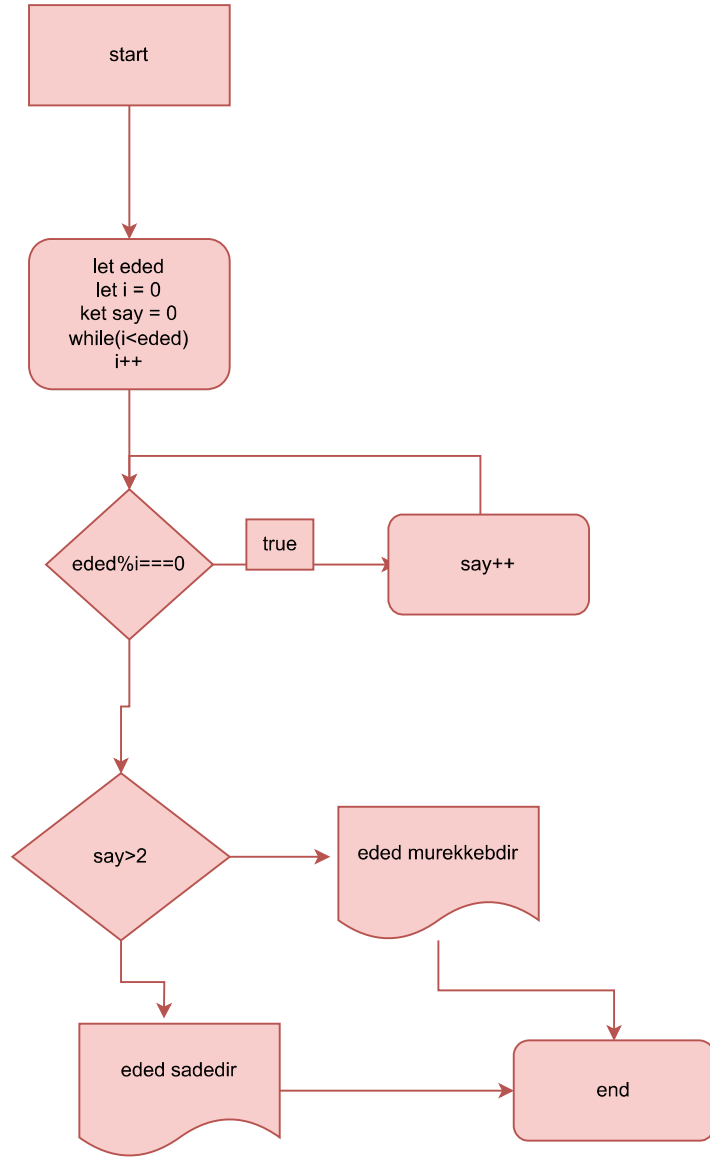 start
let eded
let i = 0
ket say = 0
while(i<eded)
i++
eded%i===0
true
say++
say>2
eded murekkebdir
eded sadedir
end